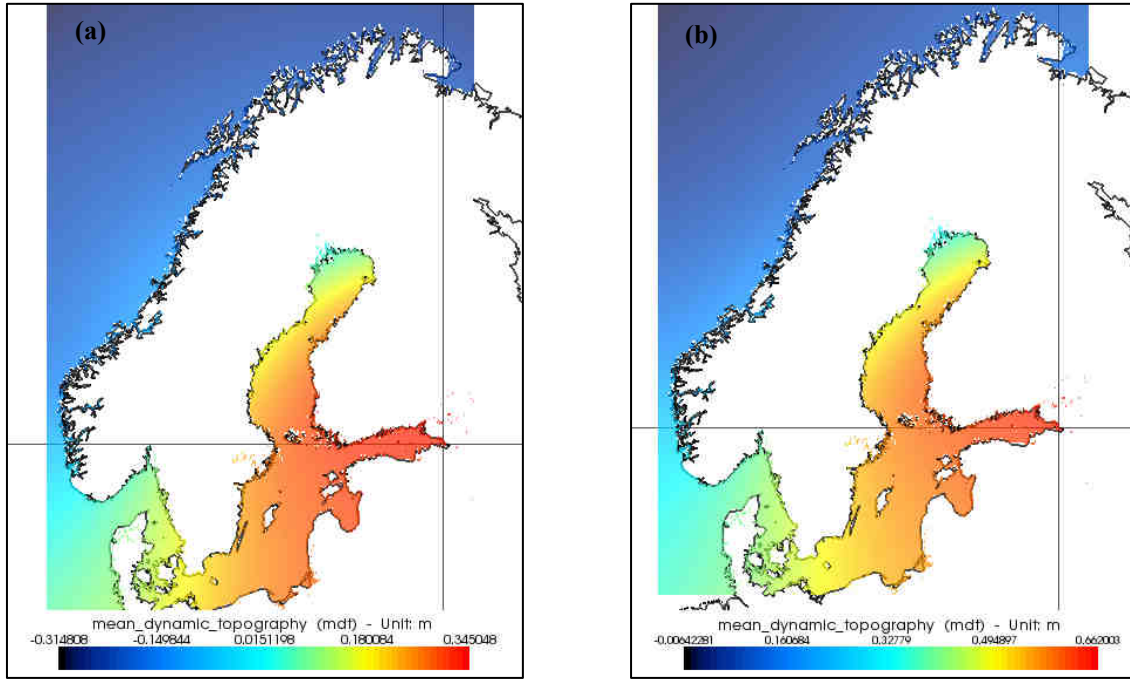 (a)
mean_dynamic_topography (mdt) - Unit: m
-0.314808 -0.149844 0.0151198 0.180084 0.345048
(b)
mean_dynamic_topography (mdt) - Unit: m
-0.00642281 0.160684 0.32779 0.494897 0.662003